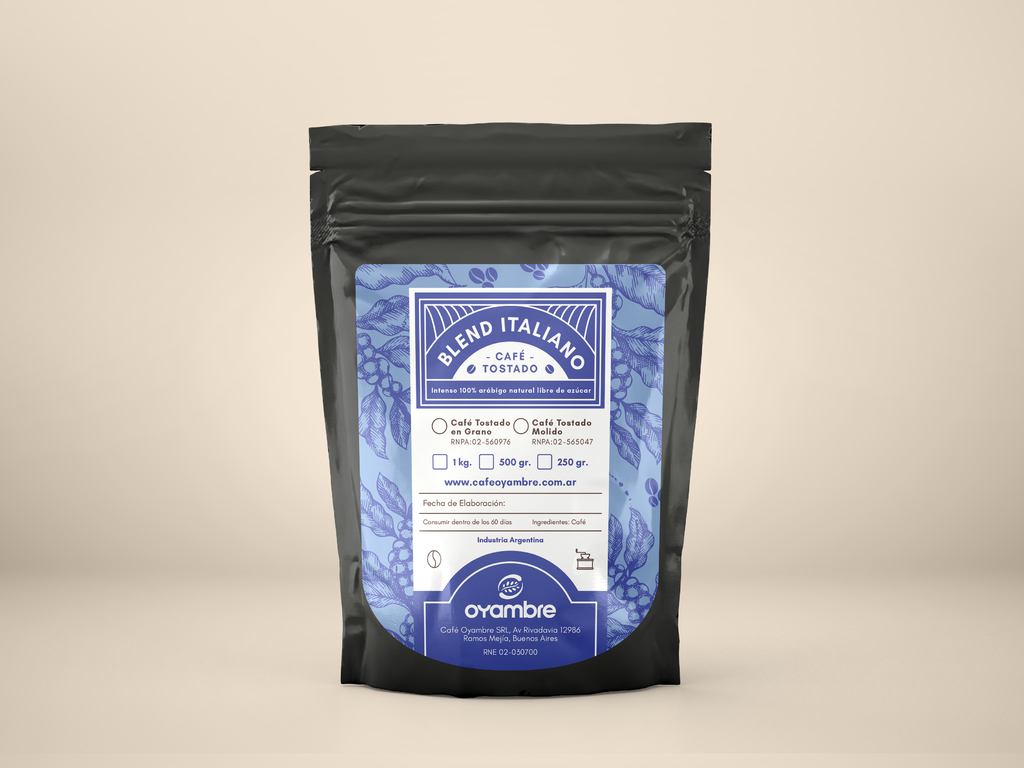 BLEND ITALIANO
- CAFÉ -
TOSTADO
Intenso 100% arábigo natural libre de azúcar
Café Tostado en Grano
RNPA:02-560976
Café Tostado Molido
RNPA:02-565047
1 kg. 500 gr. 250 gr.
www.cafeoyambre.com.ar
Fecha de Elaboración:
Consumir dentro de los 60 días Ingredientes: Café
Industria Argentina
oyambre
Café Oyambre SRL, Av Rivadavia 12986
Ramos Mejía, Buenos Aires
RNE 02-030700